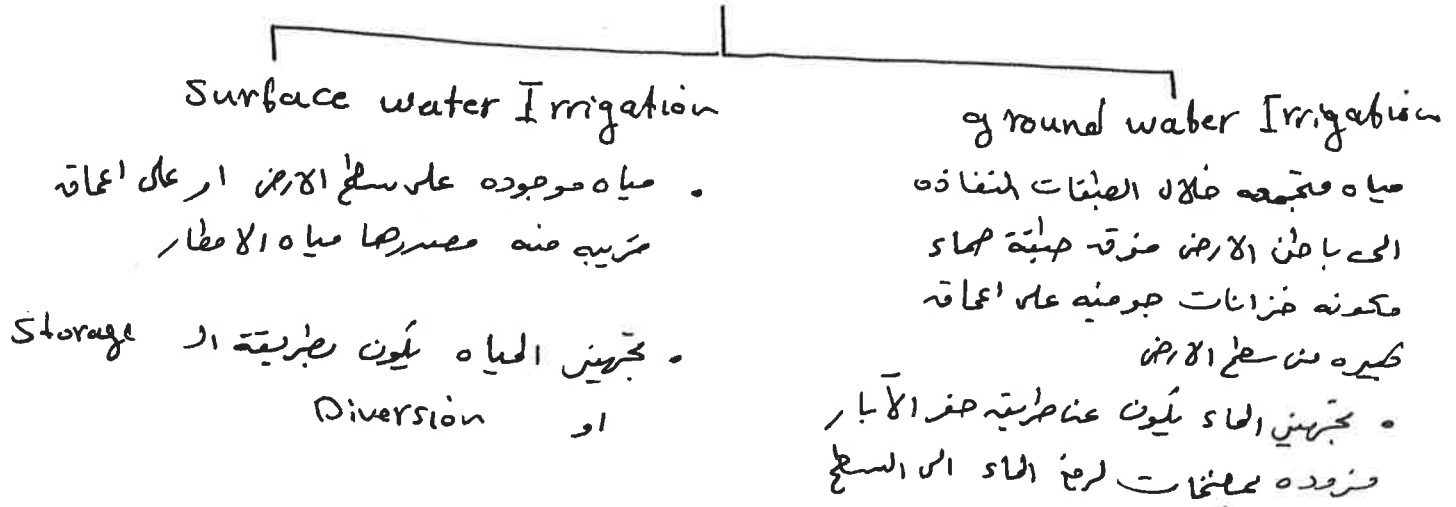 Surface water Irrigation
• مياه موجوده على سطح الارض او على اعماق
قريبه منه مصدرها مياه الامطار
• تجهيز المياه يكون بطريقة ال Storage
او Diversion
ground water Irrigation
مياه متجمعه خلال الطبقات النفاذه
الى باطن الارض فوق طبقة صماء
مكونه خزانات جوفيه على اعماق
كبيره من سطح الارض
• تجهيز الماء يكون عن طريق حفر الآبار
مزوده بمضخات لرفع الماء الى السطح